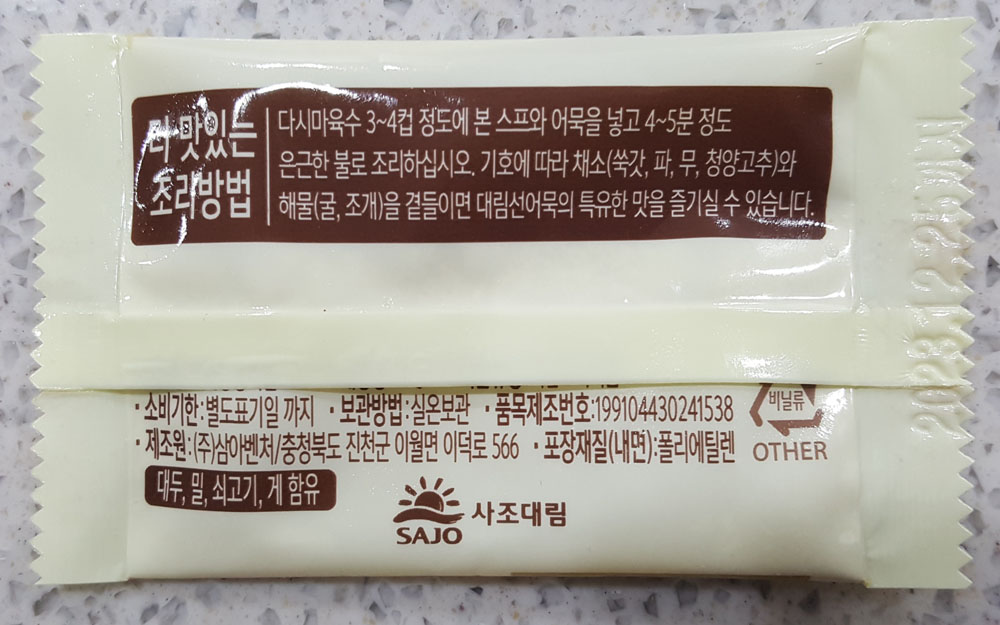 더 맛있는
조리방법
다시마육수 3~4컵 정도에 본 스프와 어묵을 넣고 4~5분 정도
은근한 불로 조리하십시오. 기호에 따라 채소(쑥갓, 파, 무, 청양고추)와
해물(굴, 조개)을 곁들이면 대림선어묵의 특유한 맛을 즐기실 수 있습니다.
· 소비기한:별도표기일 까지 · 보관방법:실온보관 · 품목제조번호:199104430241538
· 제조원:(주)삼아벤처/충청북도 진천군 이월면 이덕로 566 · 포장재질(내면):폴리에틸렌
비닐류
OTHER
대두, 밀, 쇠고기, 게 함유
SAJO 사조대림